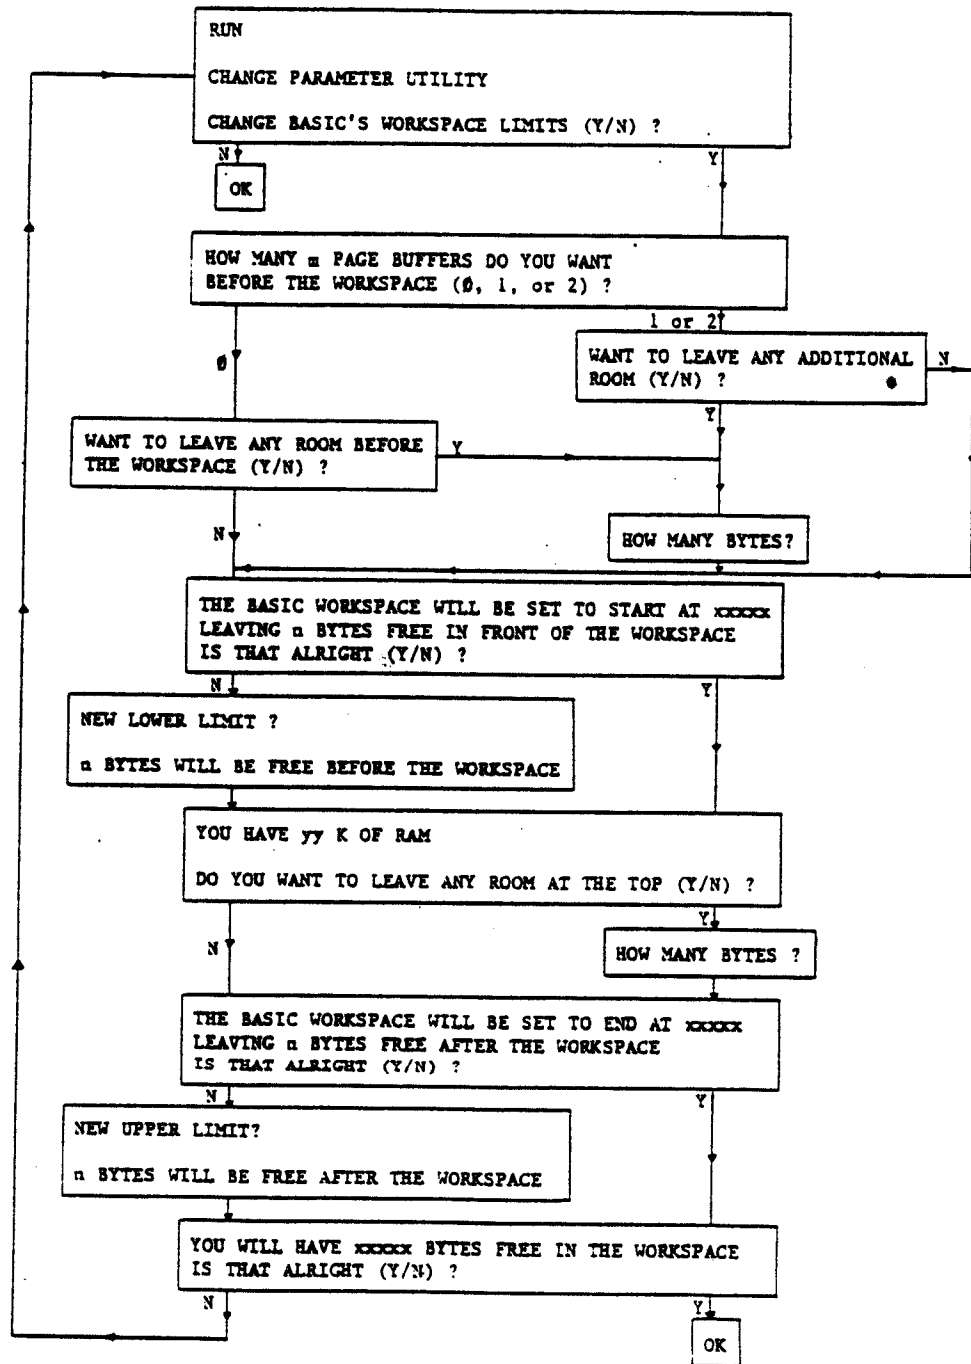 RUN
CHANGE PARAMETER UTILITY
CHANGE BASIC'S WORKSPACE LIMITS (Y/N) ?
N
Y
OK
HOW MANY m PAGE BUFFERS DO YOU WANT
BEFORE THE WORKSPACE (Ø, 1, or 2) ?
1 or 2
Ø
WANT TO LEAVE ANY ADDITIONAL
ROOM (Y/N) ?
N
Y
WANT TO LEAVE ANY ROOM BEFORE
THE WORKSPACE (Y/N) ?
Y
N
HOW MANY BYTES?
THE BASIC WORKSPACE WILL BE SET TO START AT xxxxx
LEAVING n BYTES FREE IN FRONT OF THE WORKSPACE
IS THAT ALRIGHT (Y/N) ?
N
Y
NEW LOWER LIMIT ?
n BYTES WILL BE FREE BEFORE THE WORKSPACE
YOU HAVE yy K OF RAM
DO YOU WANT TO LEAVE ANY ROOM AT THE TOP (Y/N) ?
N
Y
HOW MANY BYTES ?
THE BASIC WORKSPACE WILL BE SET TO END AT xxxxx
LEAVING n BYTES FREE AFTER THE WORKSPACE
IS THAT ALRIGHT (Y/N) ?
N
Y
NEW UPPER LIMIT?
n BYTES WILL BE FREE AFTER THE WORKSPACE
YOU WILL HAVE xxxxx BYTES FREE IN THE WORKSPACE
IS THAT ALRIGHT (Y/N) ?
N
Y
OK